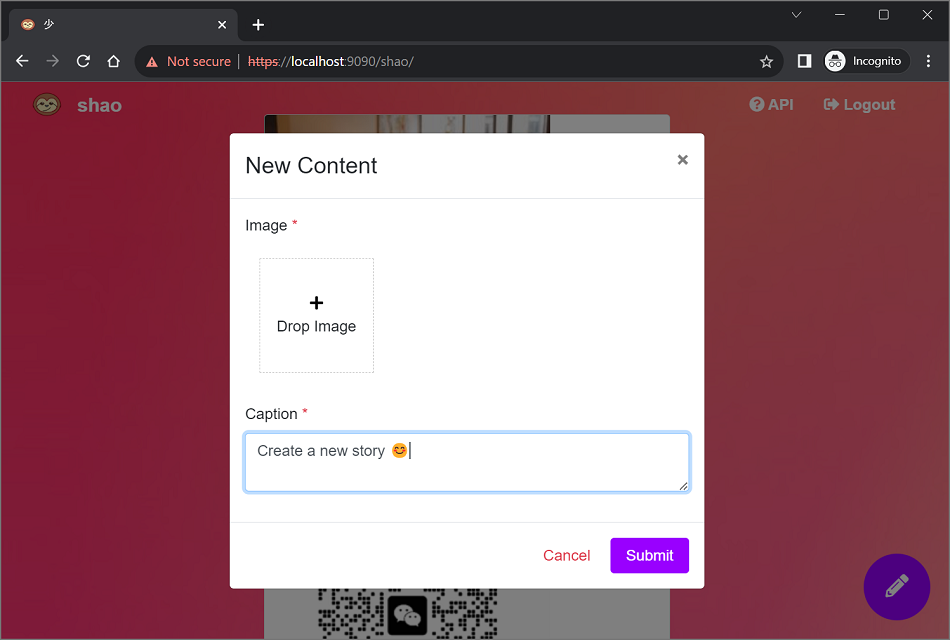 少
Not secure
https://localhost:9090/shao/
Incognito
shao
API
Logout
New Content
×
Image *
Drop Image
Caption *
Create a new story 😊
Cancel
Submit